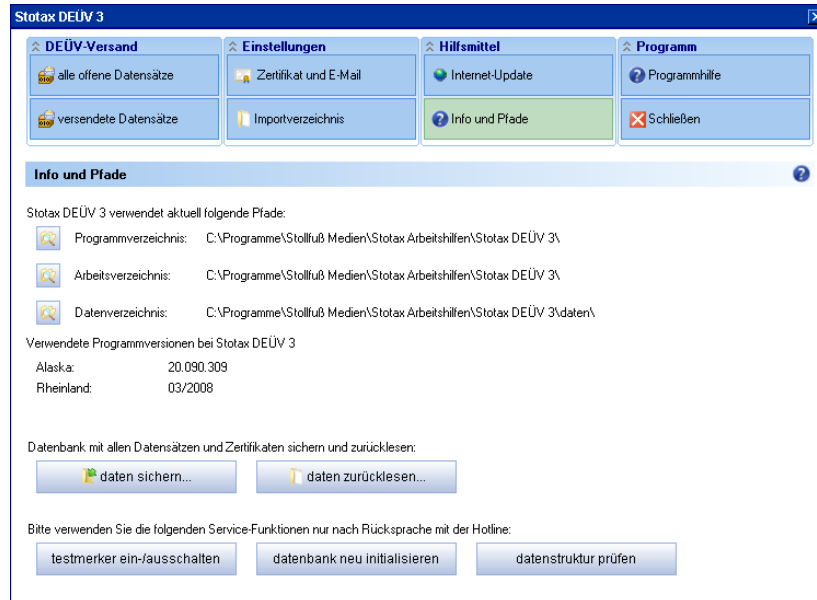 Stotax DEÜV 3
DEÜV-Versand Einstellungen Hilfsmittel Programm
alle offene Datensätze Zertifikat und E-Mail Internet-Update Programmhilfe
versendete Datensätze Importverzeichnis Info und Pfade Schließen
Info und Pfade
Stotax DEÜV 3 verwendet aktuell folgende Pfade:
Programmverzeichnis: C:\Programme\Stollfuß Medien\Stotax Arbeitshilfen\Stotax DEÜV 3\
Arbeitsverzeichnis: C:\Programme\Stollfuß Medien\Stotax Arbeitshilfen\Stotax DEÜV 3\
Datenverzeichnis: C:\Programme\Stollfuß Medien\Stotax Arbeitshilfen\Stotax DEÜV 3\daten\
Verwendete Programmversionen bei Stotax DEÜV 3
Alaska: 20.090.309
Rheinland: 03/2008
Datenbank mit allen Datensätzen und Zertifikaten sichern und zurücklesen:
daten sichern... daten zurücklesen...
Bitte verwenden Sie die folgenden Service-Funktionen nur nach Rücksprache mit der Hotline:
testmerker ein-/ausschalten datenbank neu initialisieren datenstruktur prüfen